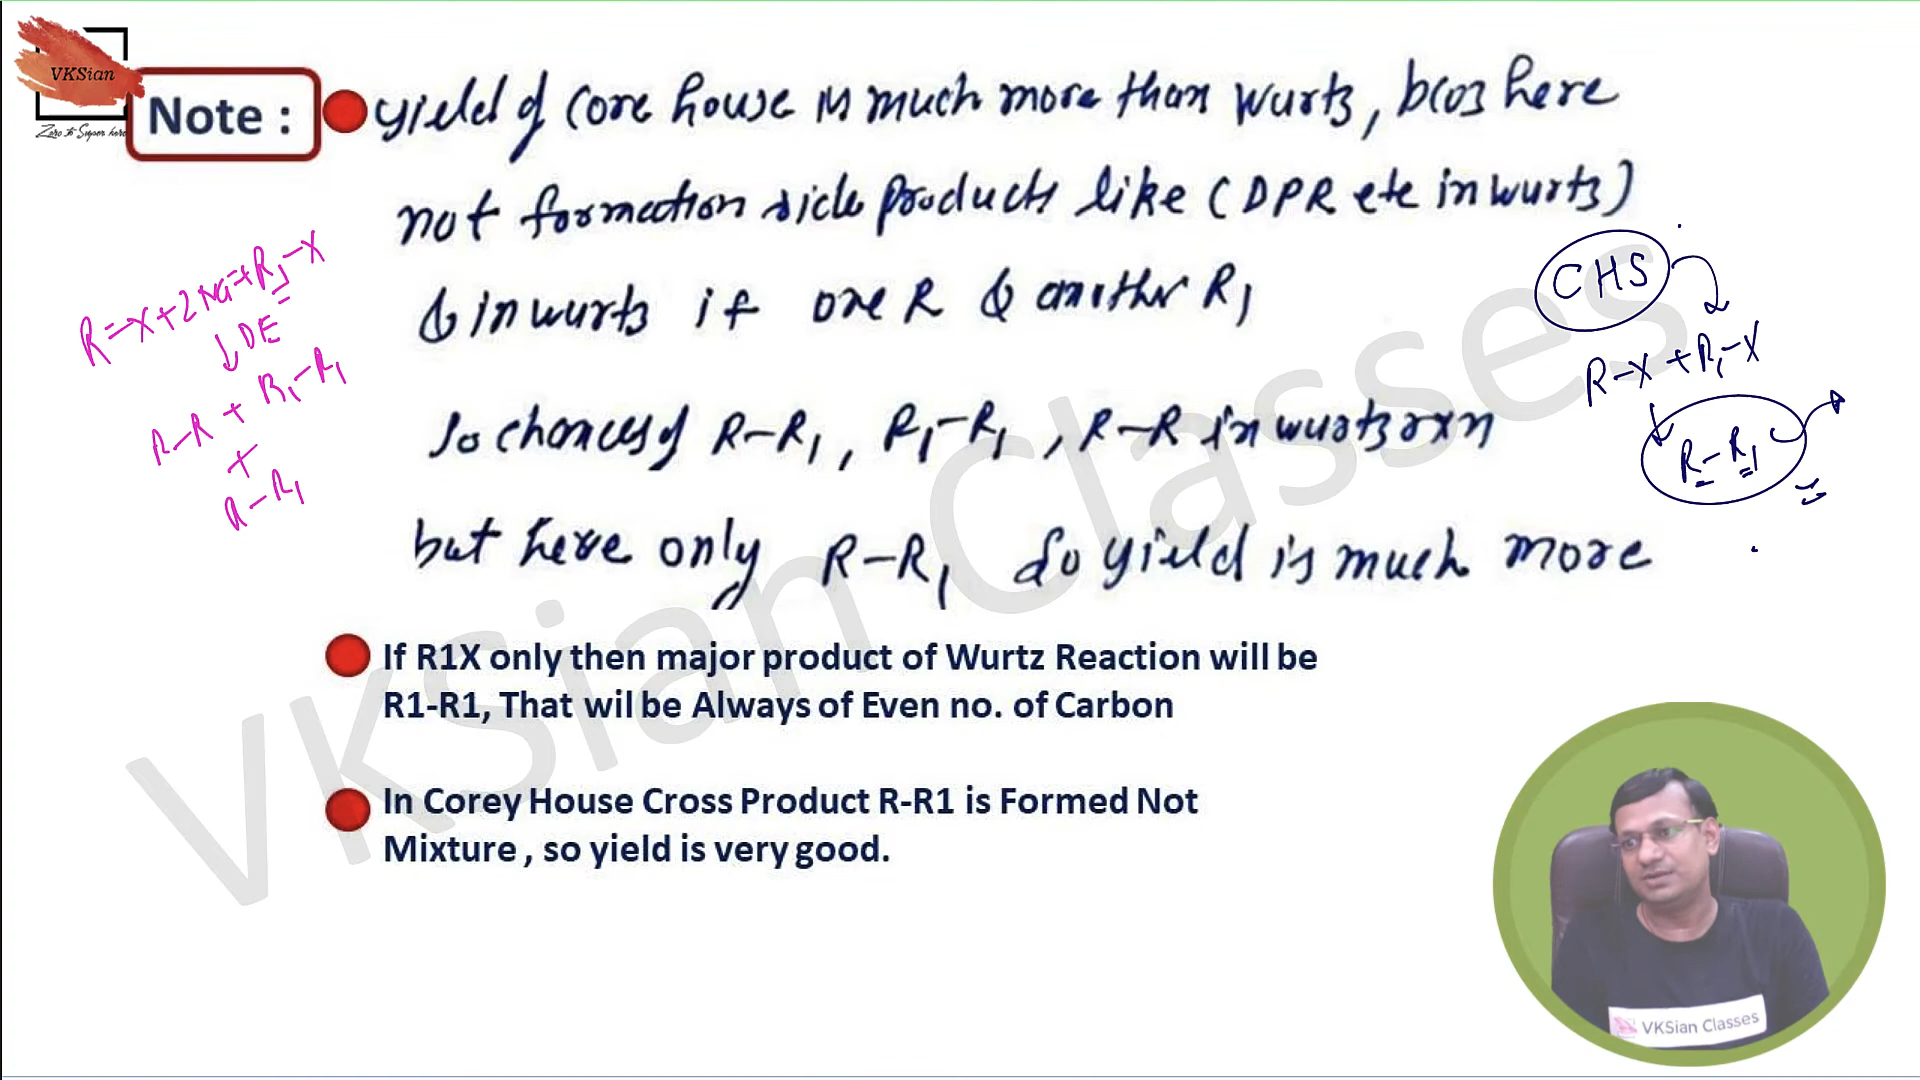 VKSian
Zero to Super hero
Note :
yield of Core house is much more than wurtz, bcoz here
not formation side products like (DPR etc in wurtz)
& in wurtz if one R & another R1
So chances of R-R1, R1-R1, R-R in wurtz rxn
but here only R-R1 So yield is much more
R-X+2Na+R1-X
↓DE
R-R + R1-R1
+
R-R1
CHS
R-X+R1-X
R-R1
If R1X only then major product of Wurtz Reaction will be
R1-R1, That wil be Always of Even no. of Carbon
In Corey House Cross Product R-R1 is Formed Not
Mixture , so yield is very good.
VKSian Classes
VKSian Classes